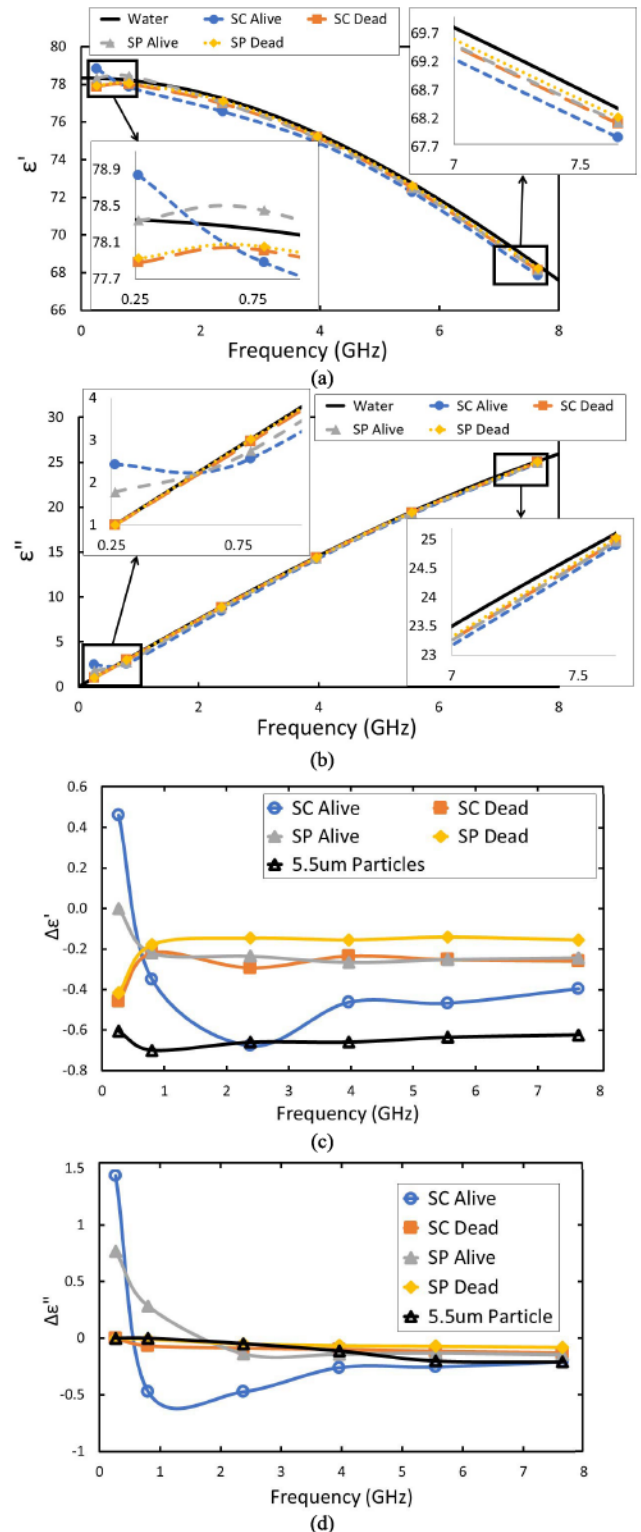 Water SC Alive SC Dead
SP Alive SP Dead
80
78
76
74
72
70
68
66
ε'
69.7
69.2
68.7
68.2
67.7
7 7.5
78.9
78.5
78.1
77.7
0.25 0.75
0 2 4 6 8
Frequency (GHz)
(a)
Water SC Alive SC Dead
SP Alive SP Dead
30
25
20
15
10
5
0
ε''
4
3
2
1
0.25 0.75
25
24.5
24
23.5
23
7 7.5
0 2 4 6 8
Frequency (GHz)
(b)
SC Alive SC Dead
SP Alive SP Dead
5.5um Particles
0.6
0.4
0.2
0.0
-0.2
-0.4
-0.6
-0.8
Δε'
0 1 2 3 4 5 6 7 8
Frequency (GHz)
(c)
SC Alive
SC Dead
SP Alive
SP Dead
5.5um Particle
1.5
1
0.5
0
-0.5
-1
Δε''
0 1 2 3 4 5 6 7 8
Frequency (GHz)
(d)